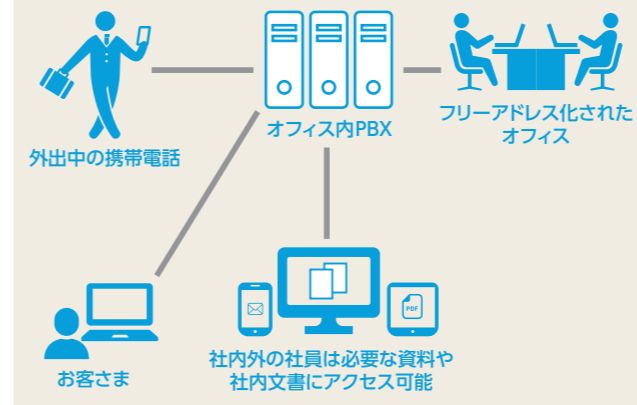 オフィス内PBX
フリーアドレス化された
オフィス
外出中の携帯電話
PDF
お客さま
社内外の社員は必要な資料や
社内文書にアクセス可能